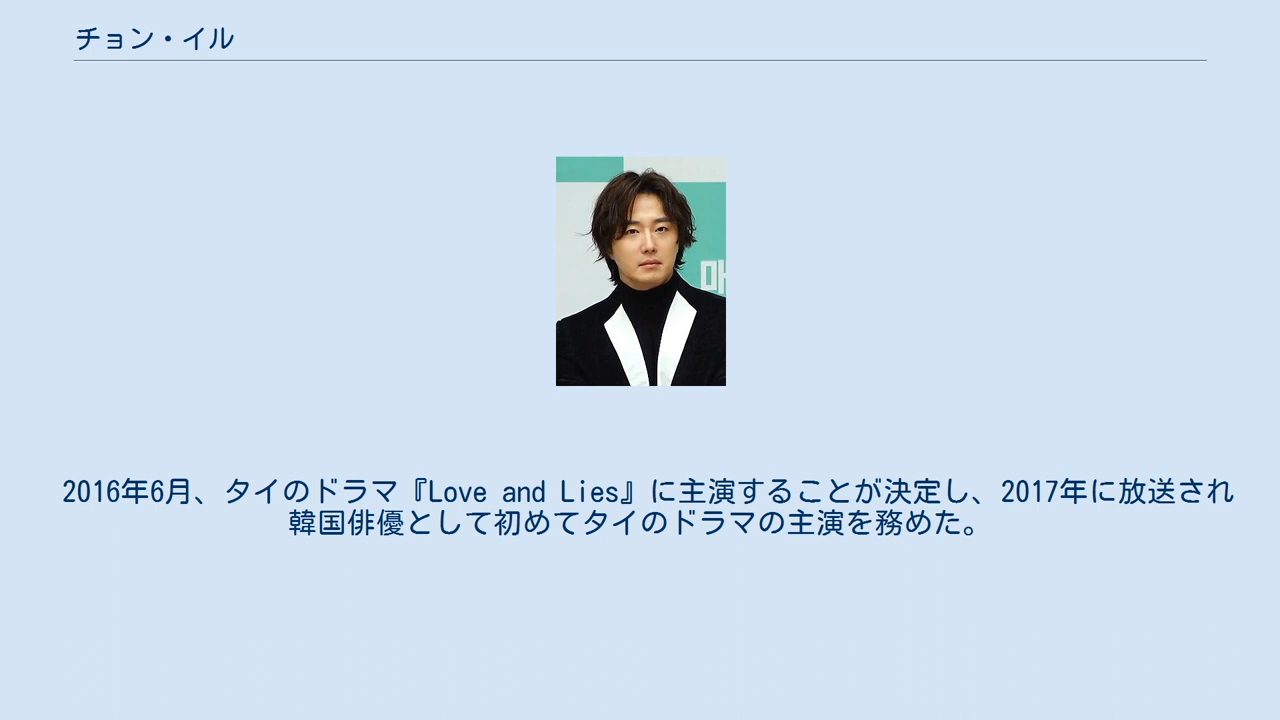 チョン・イル
마
2016年6月、タイのドラマ『Love and Lies』に主演することが決定し、2017年に放送され
韓国俳優として初めてタイのドラマの主演を務めた。